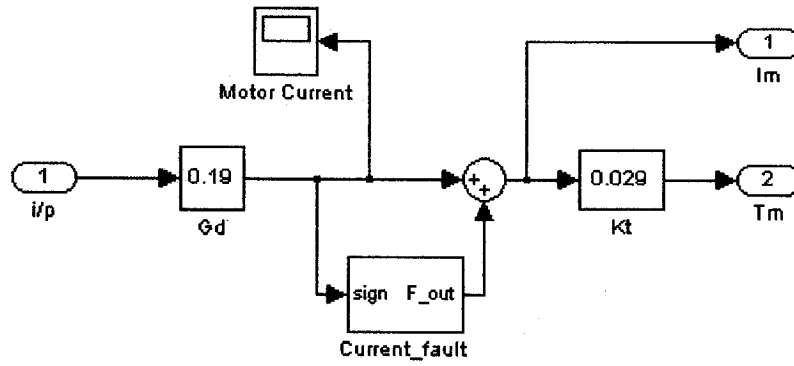 Motor Current
1
Im
1
i/p
0.19
Gd
+
+
0.029
Kt
2
Tm
sign F_out
Current_fault